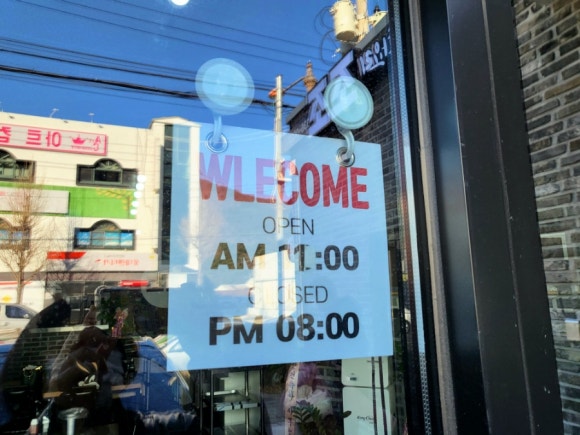 WLECOME
OPEN
AM 11:00
CLOSED
PM 08:00